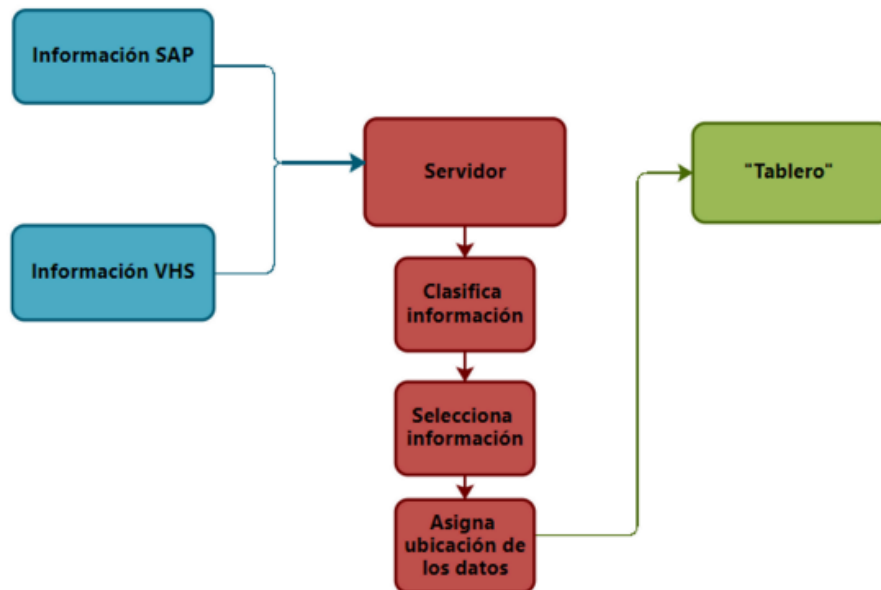 Información SAP
Servidor
"Tablero"
Información VHS
Clasifica
información
Selecciona
información
Asigna
ubicación de
los datos